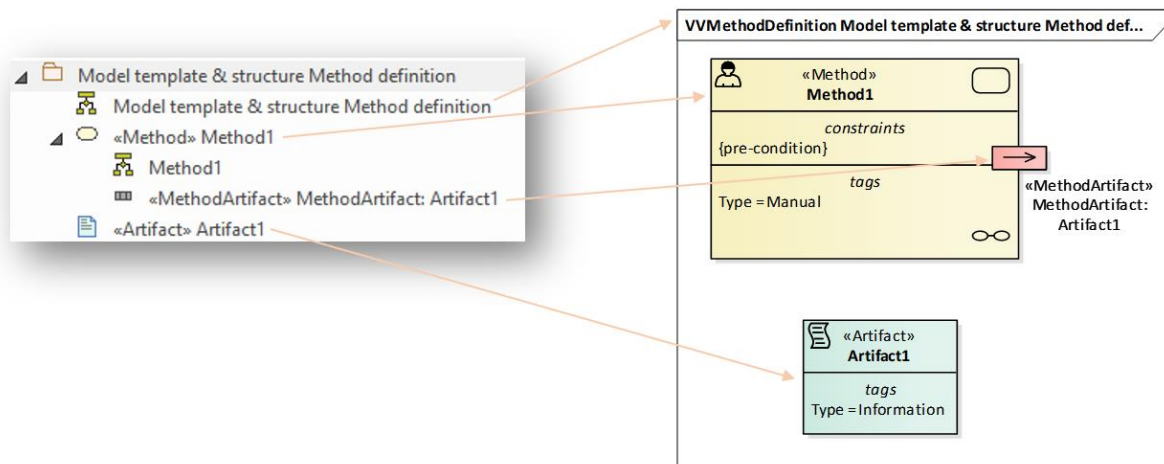 Model template & structure Method definition
Model template & structure Method definition
«Method» Method1
Method1
«MethodArtifact» MethodArtifact: Artifact1
«Artifact» Artifact1
VVMethodDefinition Model template & structure Method def...
«Method»
Method1
constraints
{pre-condition}
tags
Type =Manual
«MethodArtifact»
MethodArtifact:
Artifact1
«Artifact»
Artifact1
tags
Type =Information